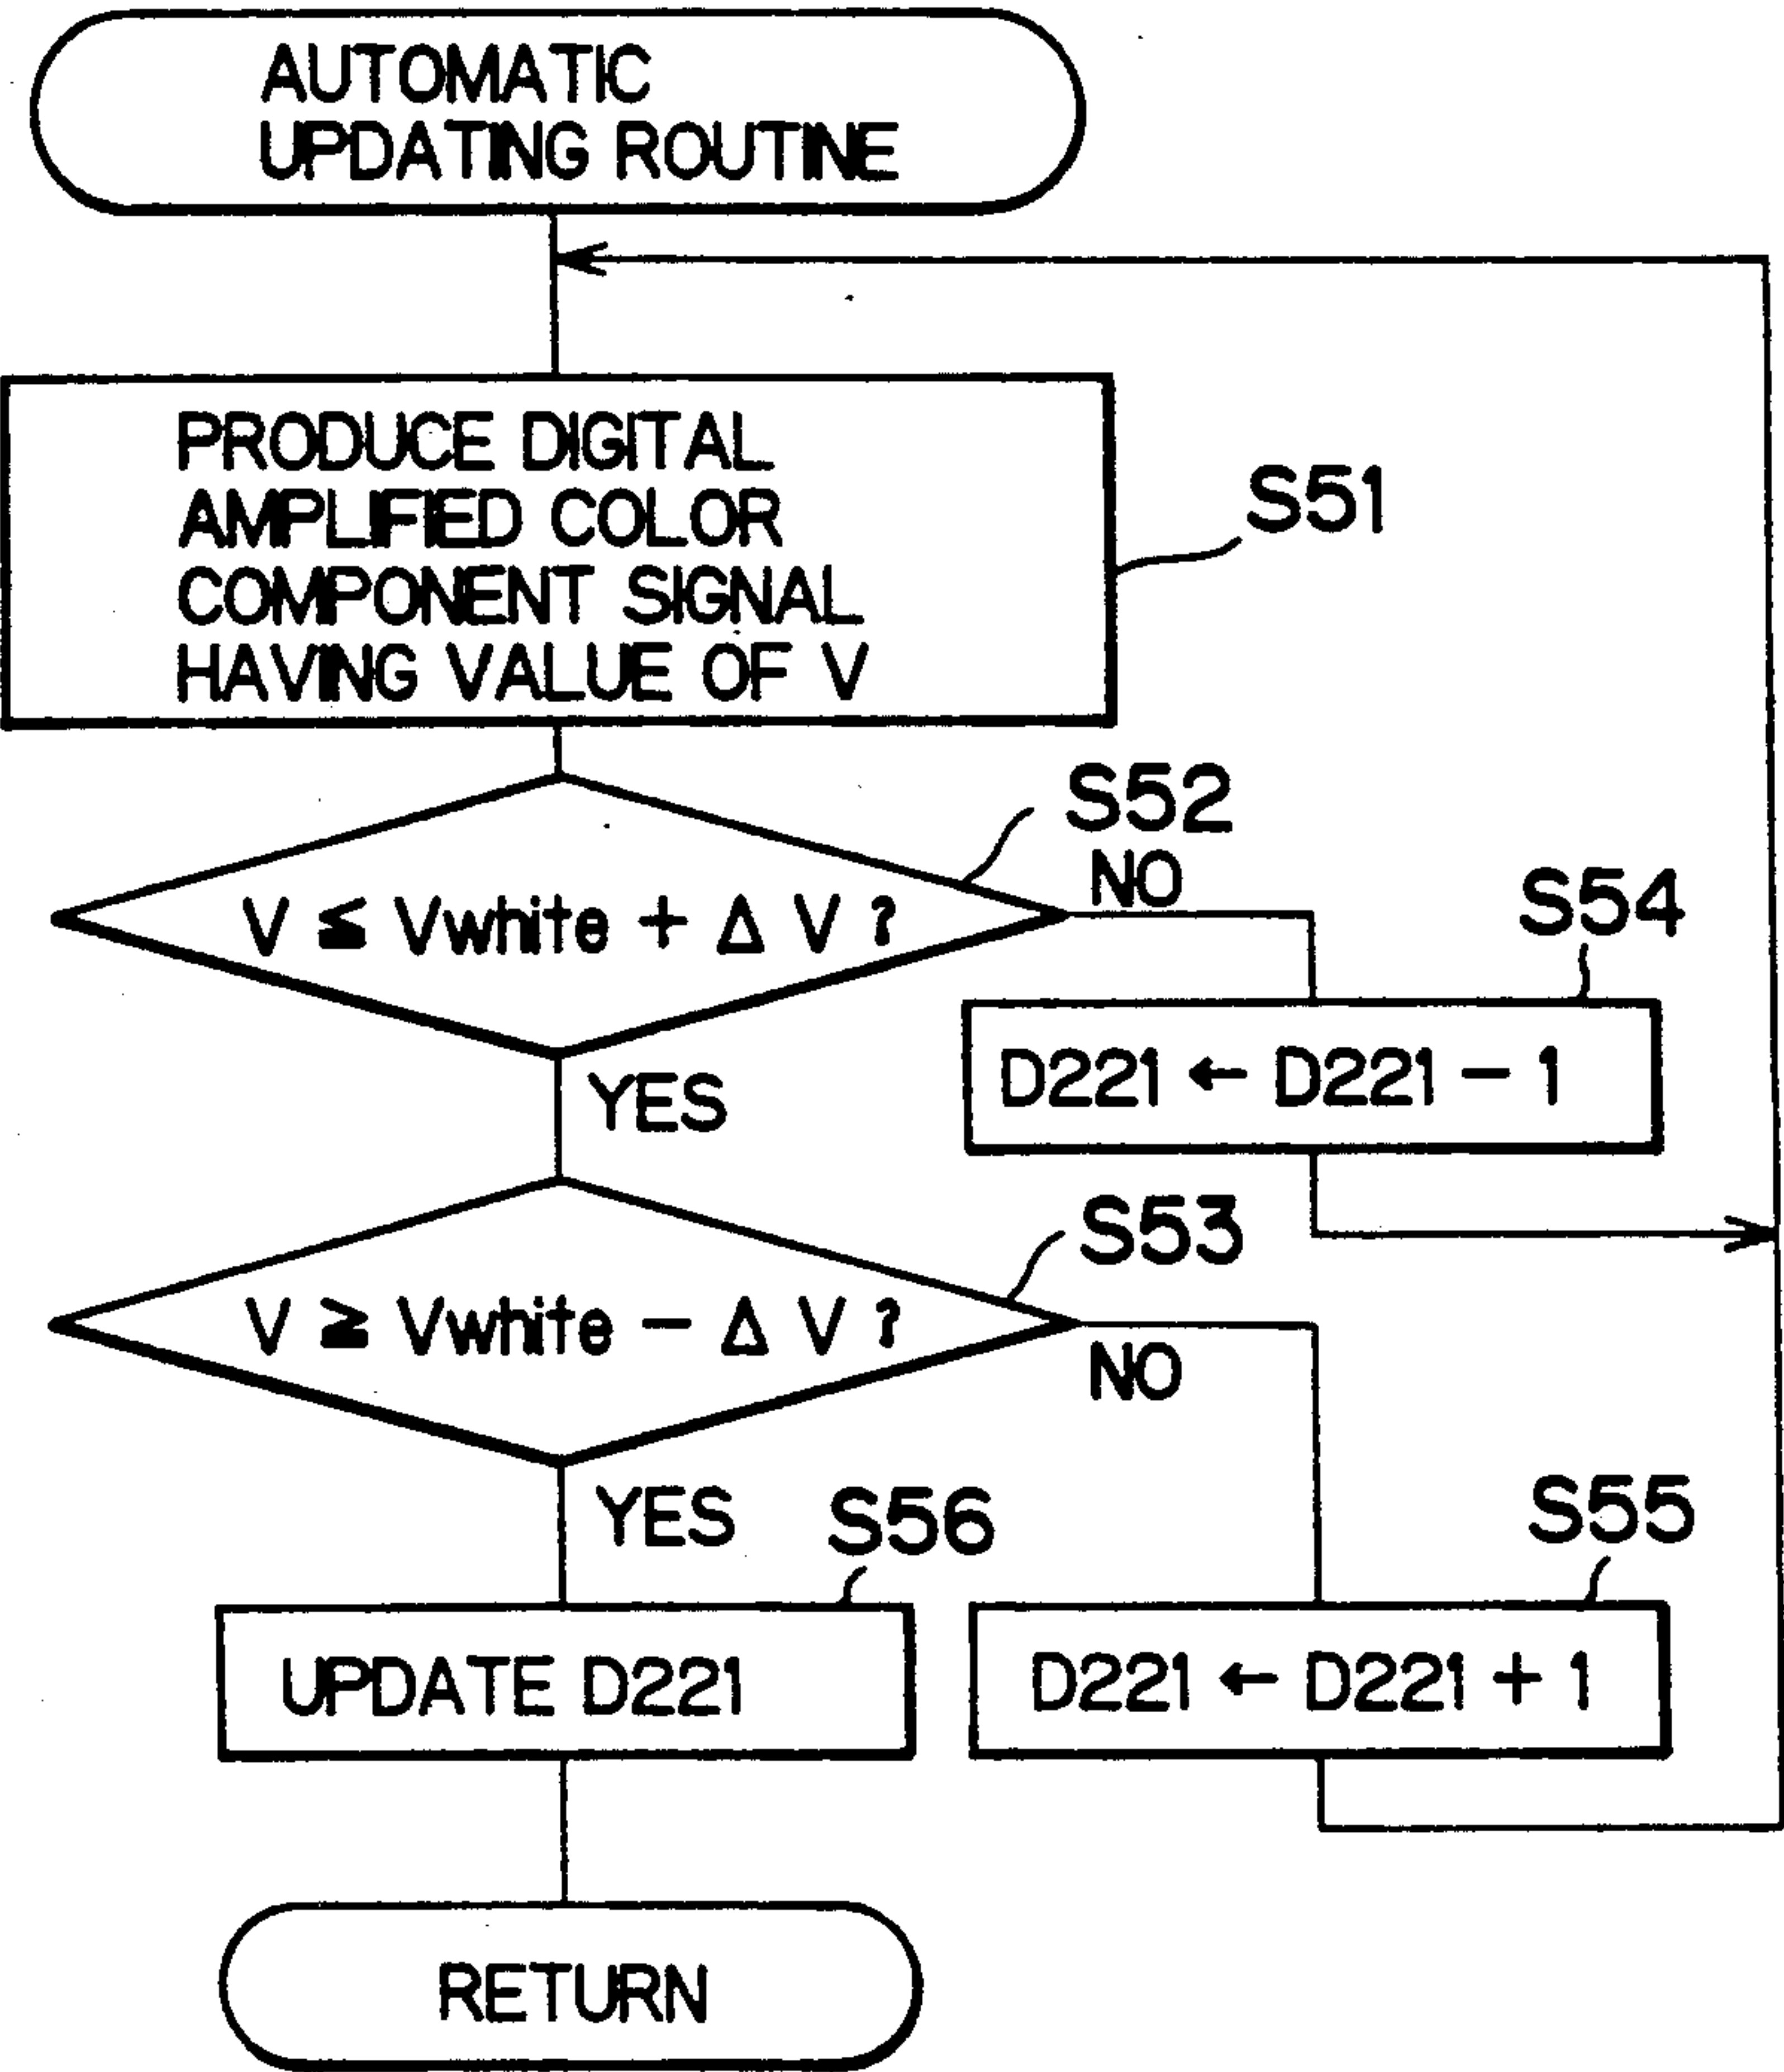 AUTOMATIC
UPDATING ROUTINE
PRODUCE DIGITAL
AMPLIFIED COLOR
COMPONENT SIGNAL
HAVING VALUE OF V
S51
S52
V ≦ Vwhite + Δ V ?
NO
S54
D221 ← D221 − 1
YES
S53
V ≧ Vwhite − Δ V ?
NO
YES
S56
S55
UPDATE D221
D221 ← D221 + 1
RETURN